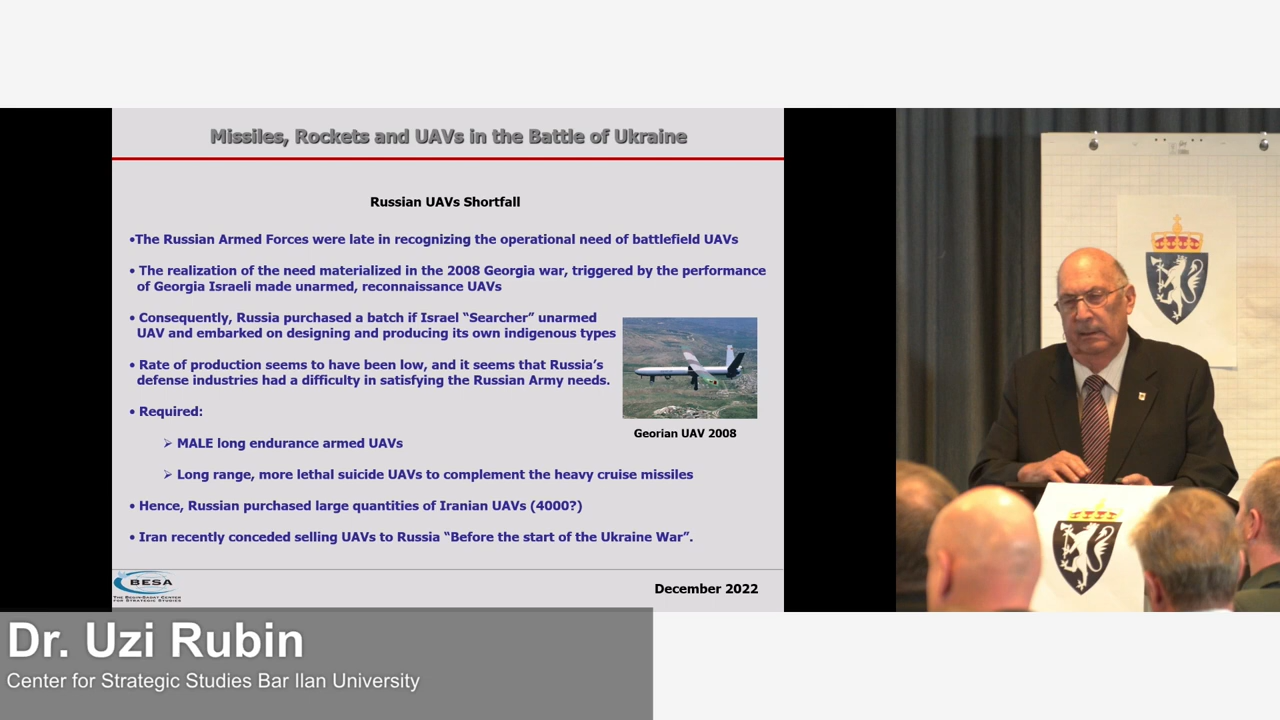 Missiles, Rockets and UAVs in the Battle of Ukraine
Russian UAVs Shortfall
•The Russian Armed Forces were late in recognizing the operational need of battlefield UAVs
• The realization of the need materialized in the 2008 Georgia war, triggered by the performance
of Georgia Israeli made unarmed, reconnaissance UAVs
• Consequently, Russia purchased a batch if Israel “Searcher” unarmed
UAV and embarked on designing and producing its own indigenous types
• Rate of production seems to have been low, and it seems that Russia’s
defense industries had a difficulty in satisfying the Russian Army needs.
• Required:
➢ MALE long endurance armed UAVs
➢ Long range, more lethal suicide UAVs to complement the heavy cruise missiles
• Hence, Russian purchased large quantities of Iranian UAVs (4000?)
• Iran recently conceded selling UAVs to Russia “Before the start of the Ukraine War”.
Georian UAV 2008
BESA
The Begin-Sadat Center
for Strategic Studies
December 2022
Dr. Uzi Rubin
Center for Strategic Studies Bar Ilan University